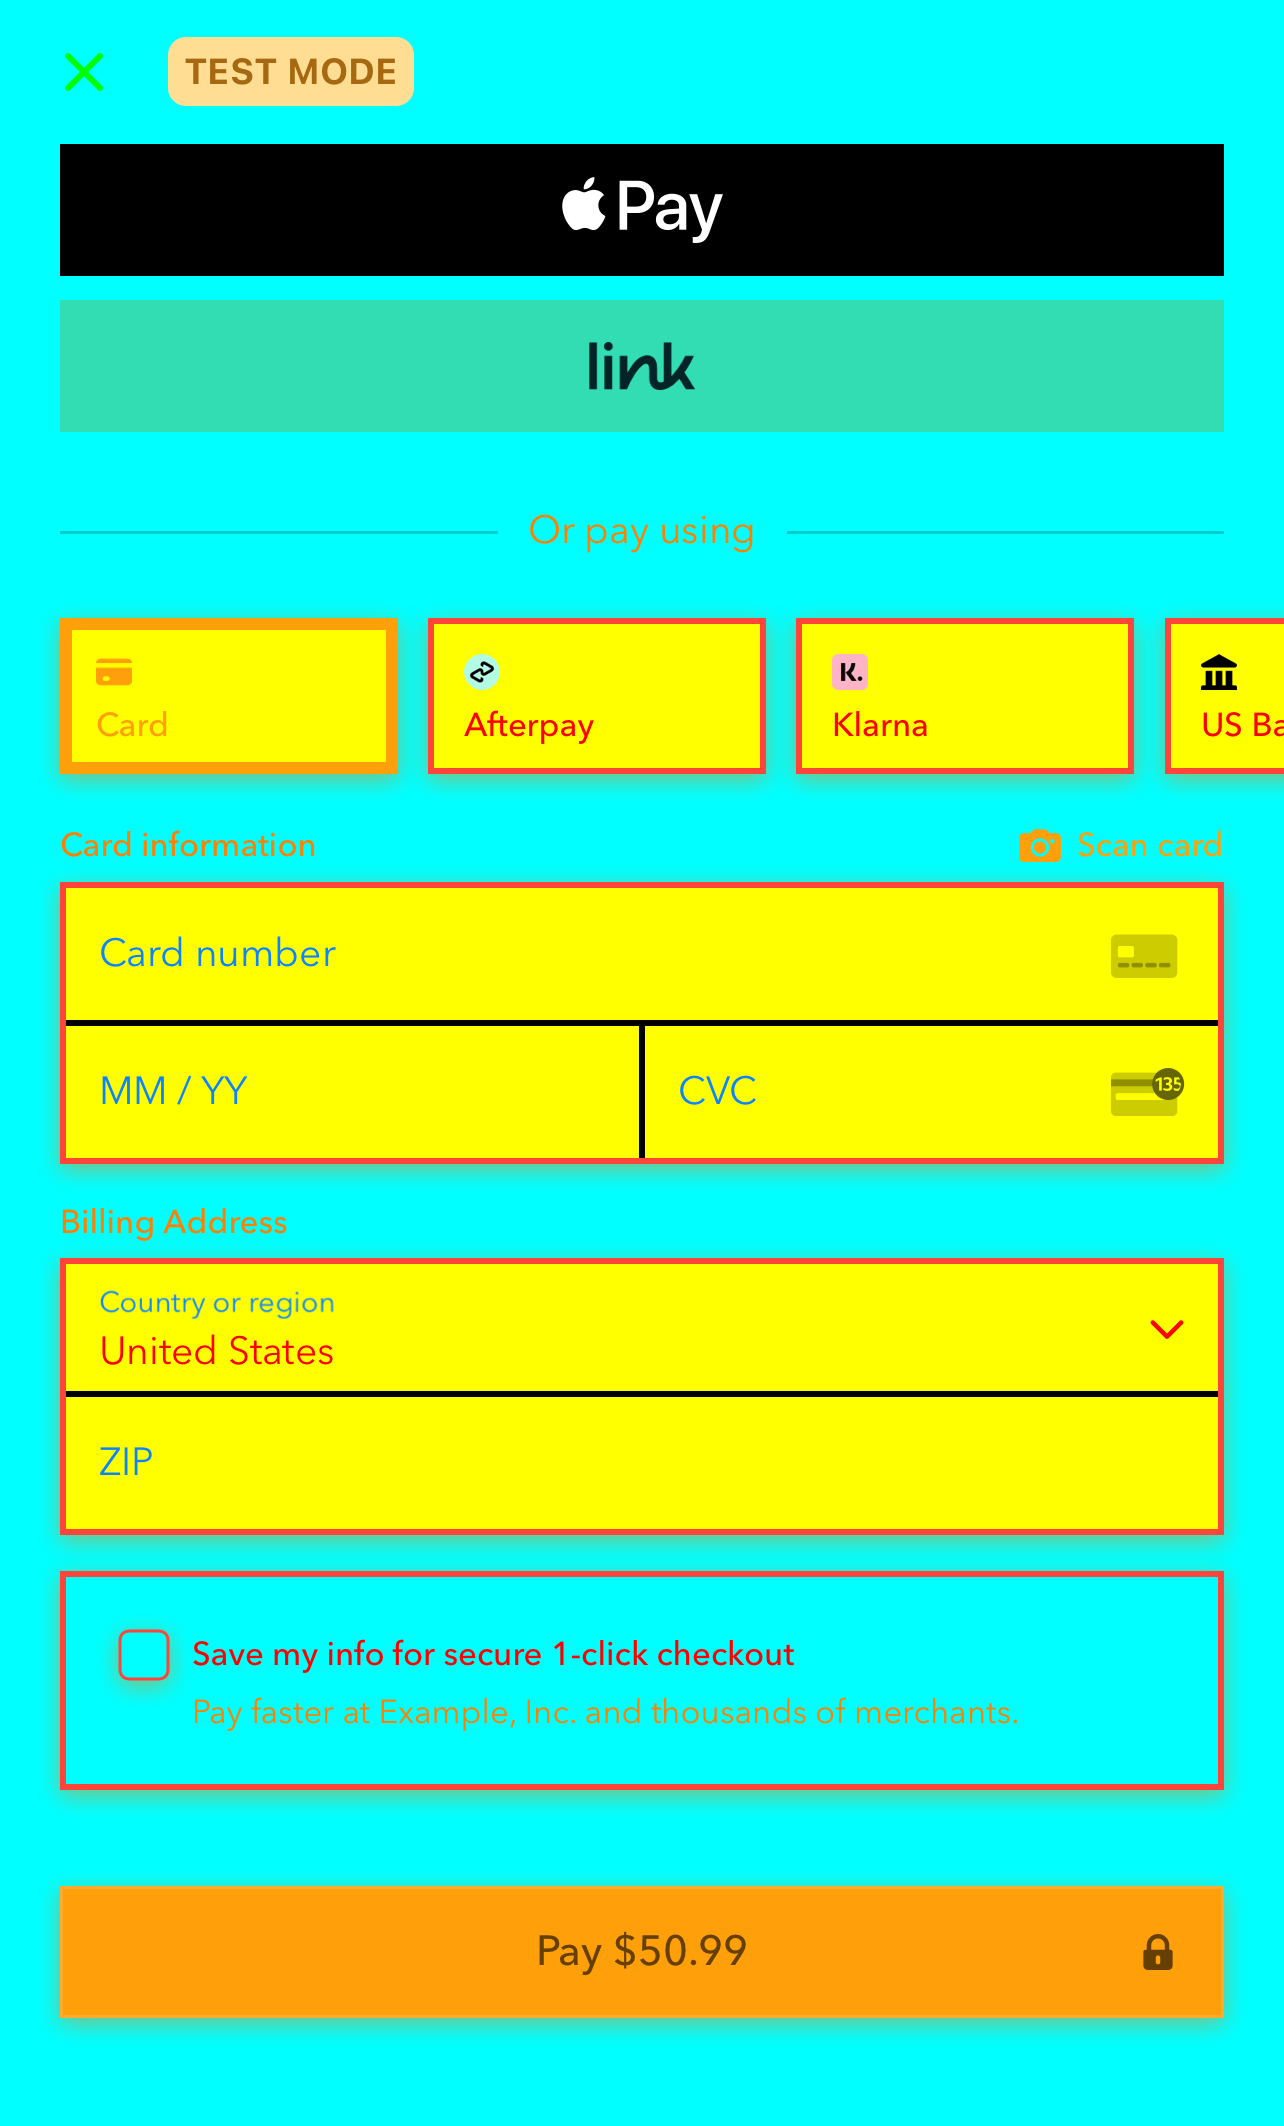 TEST MODE
Pay
link
Or pay using
Card
Afterpay
K.
Klarna
US Ba
Card information
Scan card
Card number
MM / YY
CVC
135
Billing Address
Country or region
United States
ZIP
Save my info for secure 1-click checkout
Pay faster at Example, Inc. and thousands of merchants.
Pay $50.99